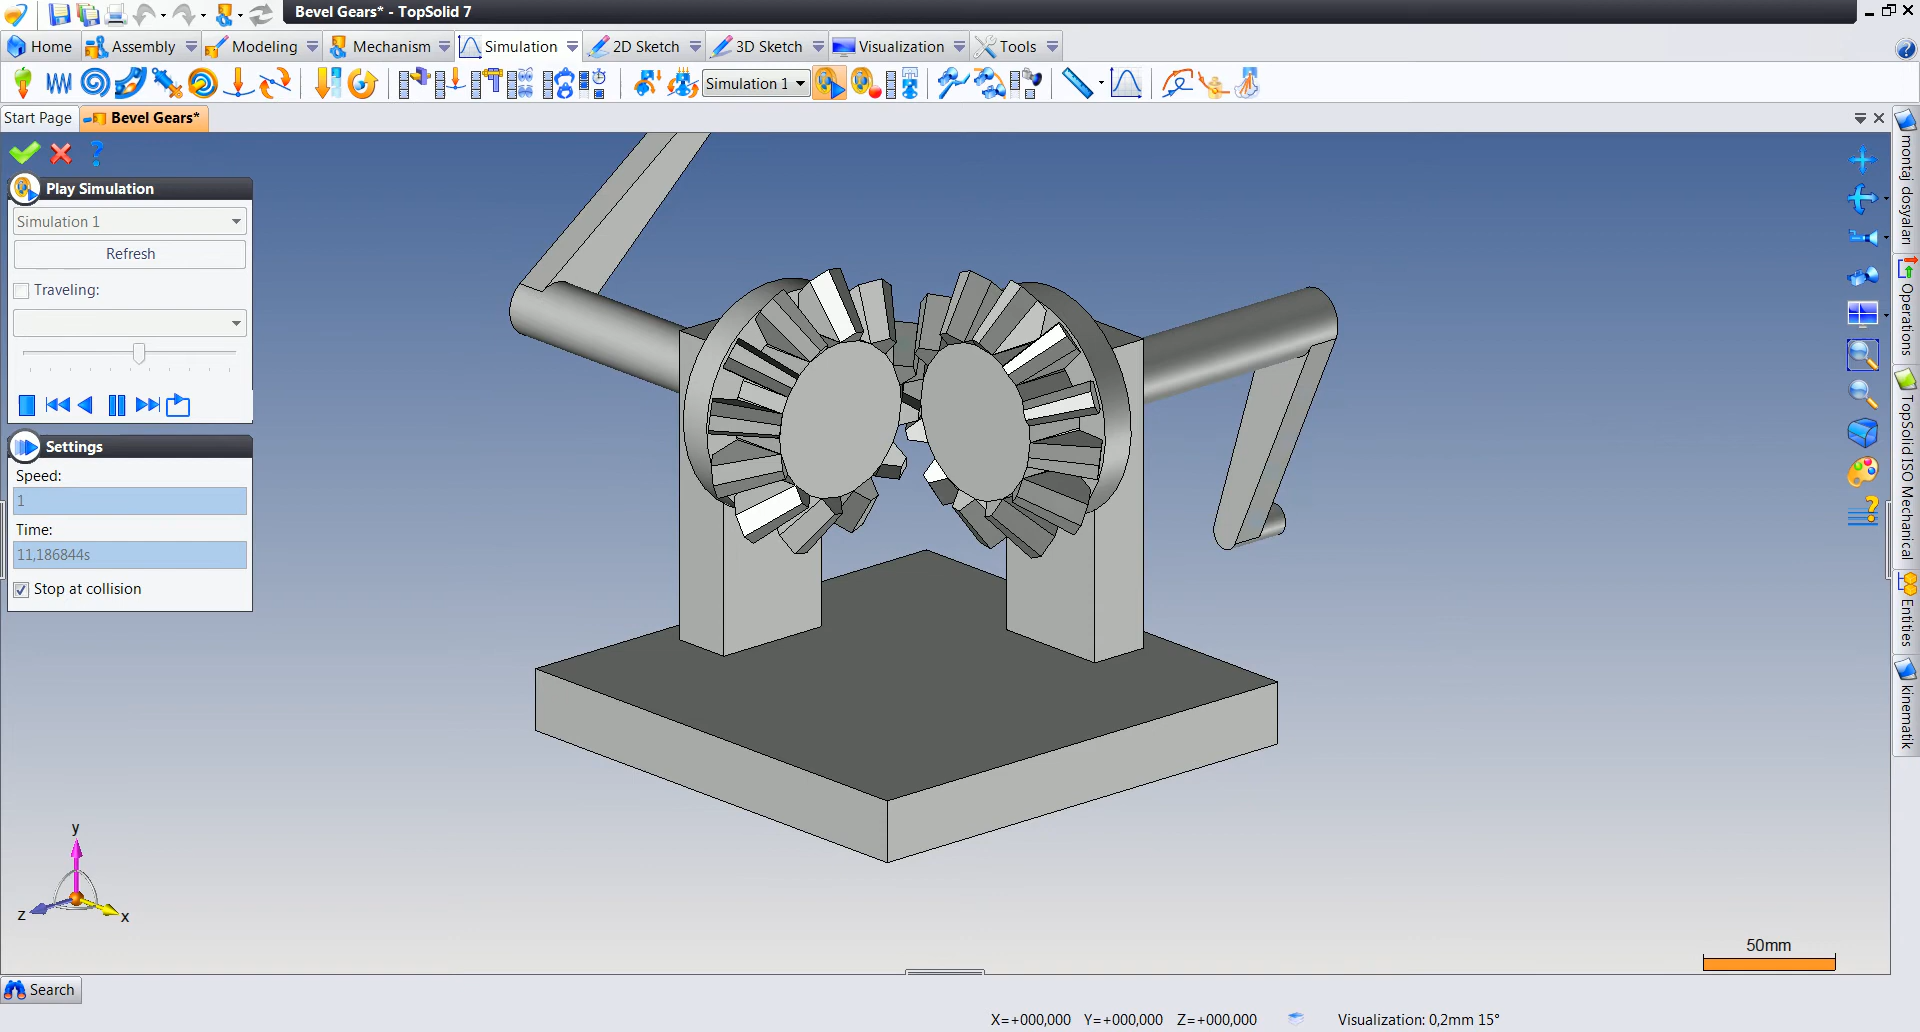 Bevel Gears* - TopSolid 7
Home Assembly Modeling Mechanism Simulation 2D Sketch 3D Sketch Visualization Tools
Simulation 1
Start Page Bevel Gears*
Play Simulation
Simulation 1
Refresh
Traveling:
Settings
Speed:
1
Time:
11,186844s
Stop at collision
montaj dosyaları
Operations
TopSolid ISO Mechanical
Entities
kinematik
y
z
x
50mm
Search
X=+000,000 Y=+000,000 Z=+000,000 Visualization: 0,2mm 15°